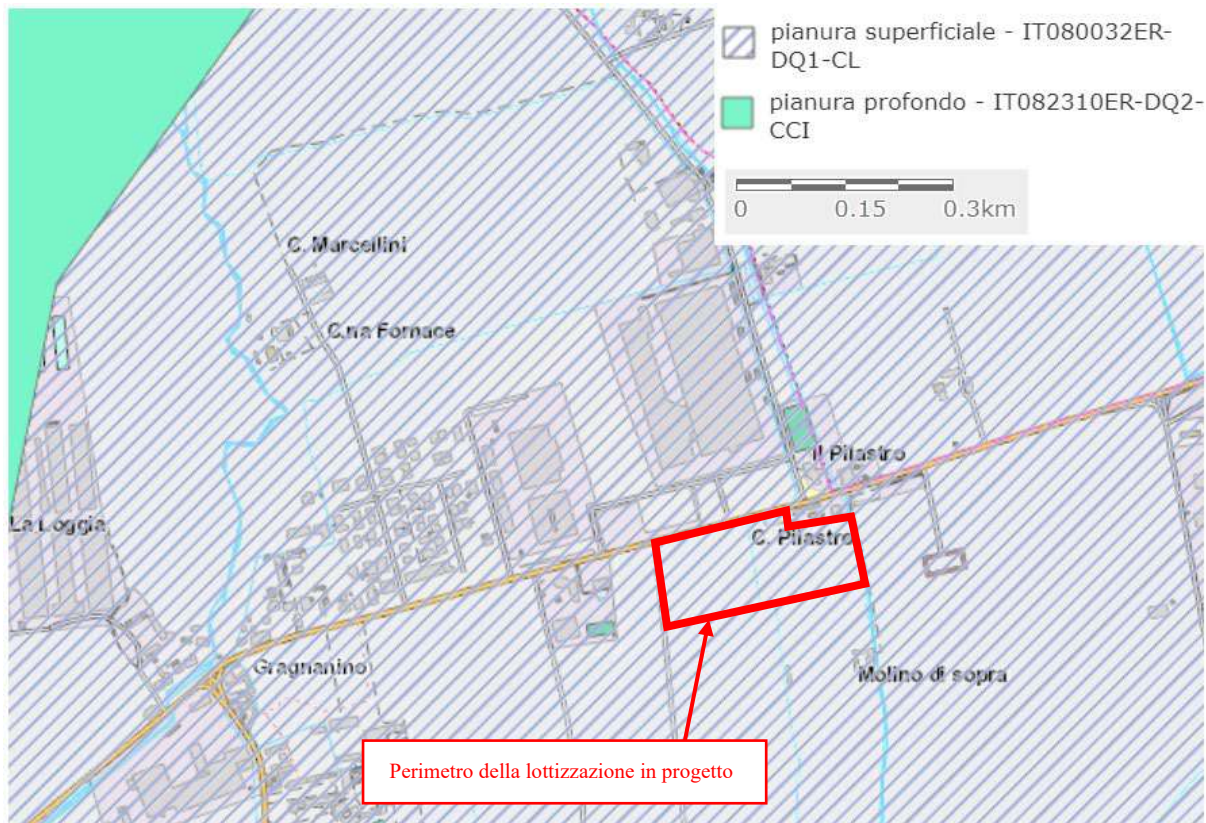 pianura superficiale - IT080032ER-
DQ1-CL
pianura profondo - IT082310ER-DQ2-
CCI
0 0.15 0.3km
C. Marcellini
C.na Fornace
Il Pilastro
La Loggia
C. Pilastro
Gragnanino
Molino di sopra
Perimetro della lottizzazione in progetto